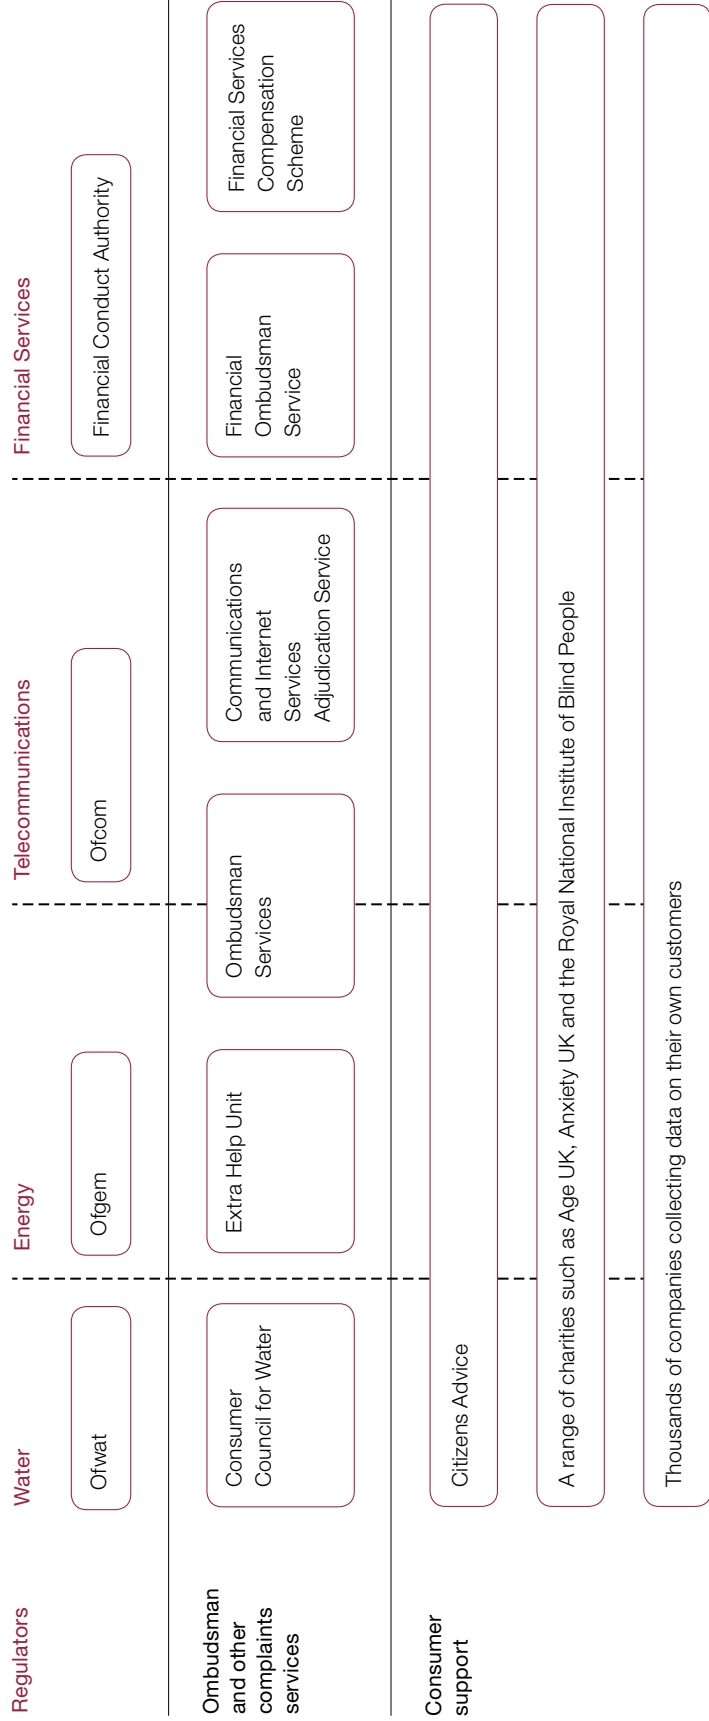 Regulators
Water
Energy
Telecommunications
Financial Services
Ofwat
Ofgem
Ofcom
Financial Conduct Authority
Ombudsman
and other
complaints
services
Consumer
Council for Water
Extra Help Unit
Ombudsman
Services
Communications
and Internet
Services
Adjudication Service
Financial
Ombudsman
Service
Financial Services
Compensation
Scheme
Consumer
support
Citizens Advice
A range of charities such as Age UK, Anxiety UK and the Royal National Institute of Blind People
Thousands of companies collecting data on their own customers